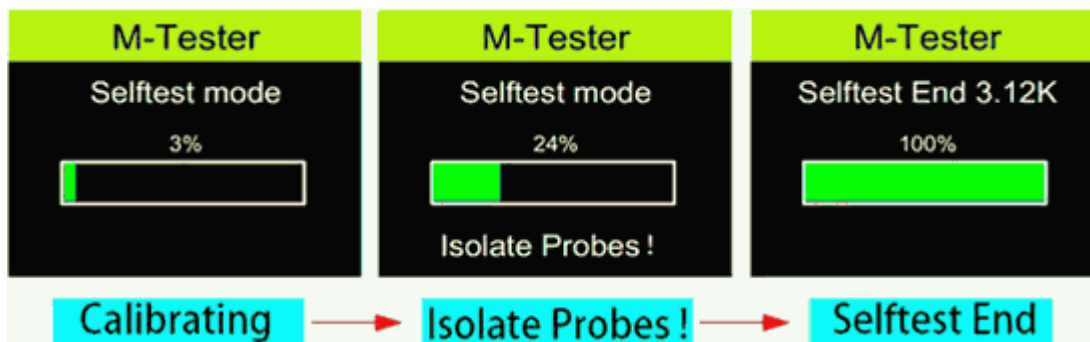 M-Tester
Selftest mode
3%
Calibrating
M-Tester
Selftest mode
24%
Isolate Probes !
Isolate Probes !
M-Tester
Selftest End 3.12K
100%
Selftest End